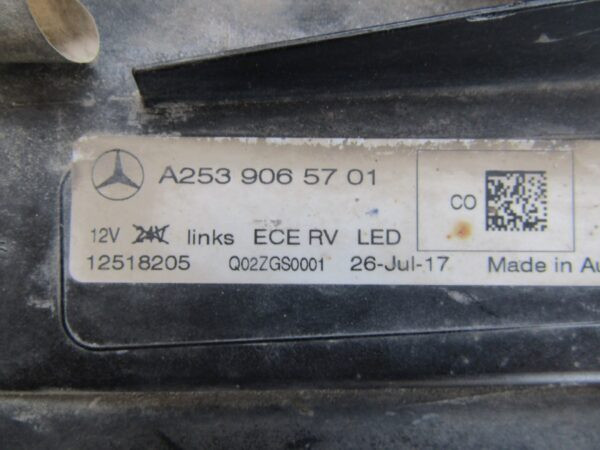 A253 906 57 01
CO
12V 24V links ECE RV LED
12518205 Q02ZGS0001 26-Jul-17 Made in Au